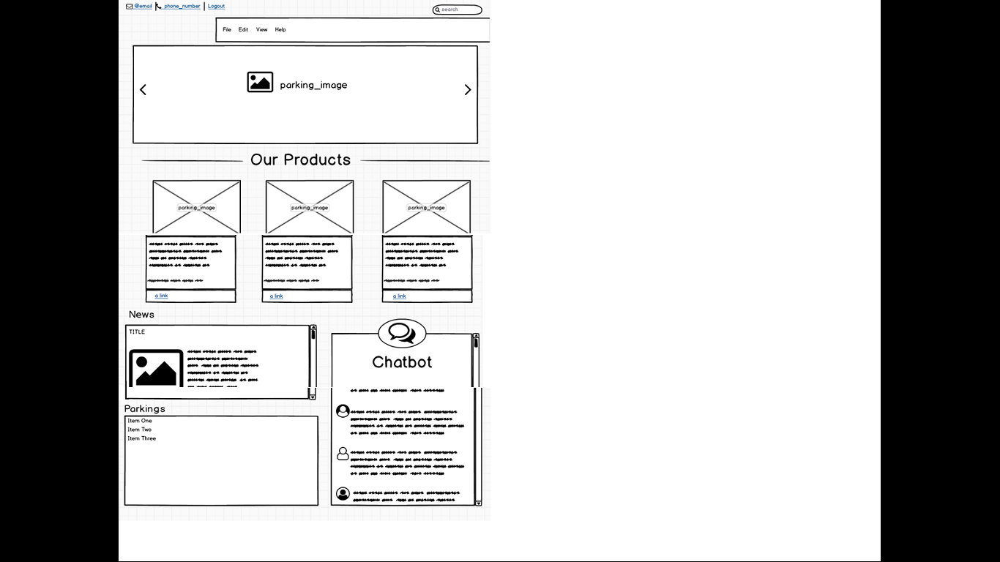 @email phone_number Logout
search
File Edit View Help
parking_image
Our Products
parking_image parking_image parking_image
a link a link a link
News
TITLE
Chatbot
Parkings
Item One
Item Two
Item Three